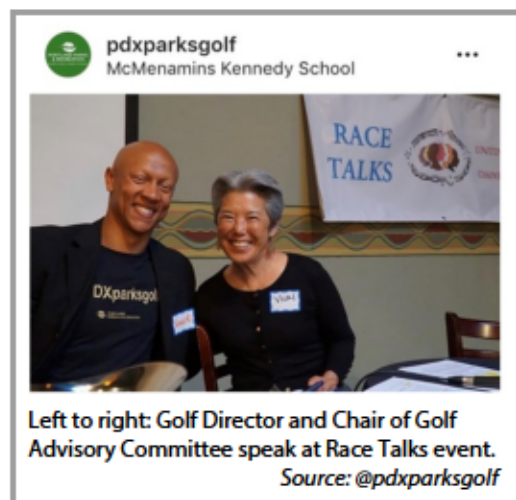 pdxparksgolf
McMenamins Kennedy School
RACE
TALKS
DXparksgol
Left to right: Golf Director and Chair of Golf
Advisory Committee speak at Race Talks event.
Source: @pdxparksgolf